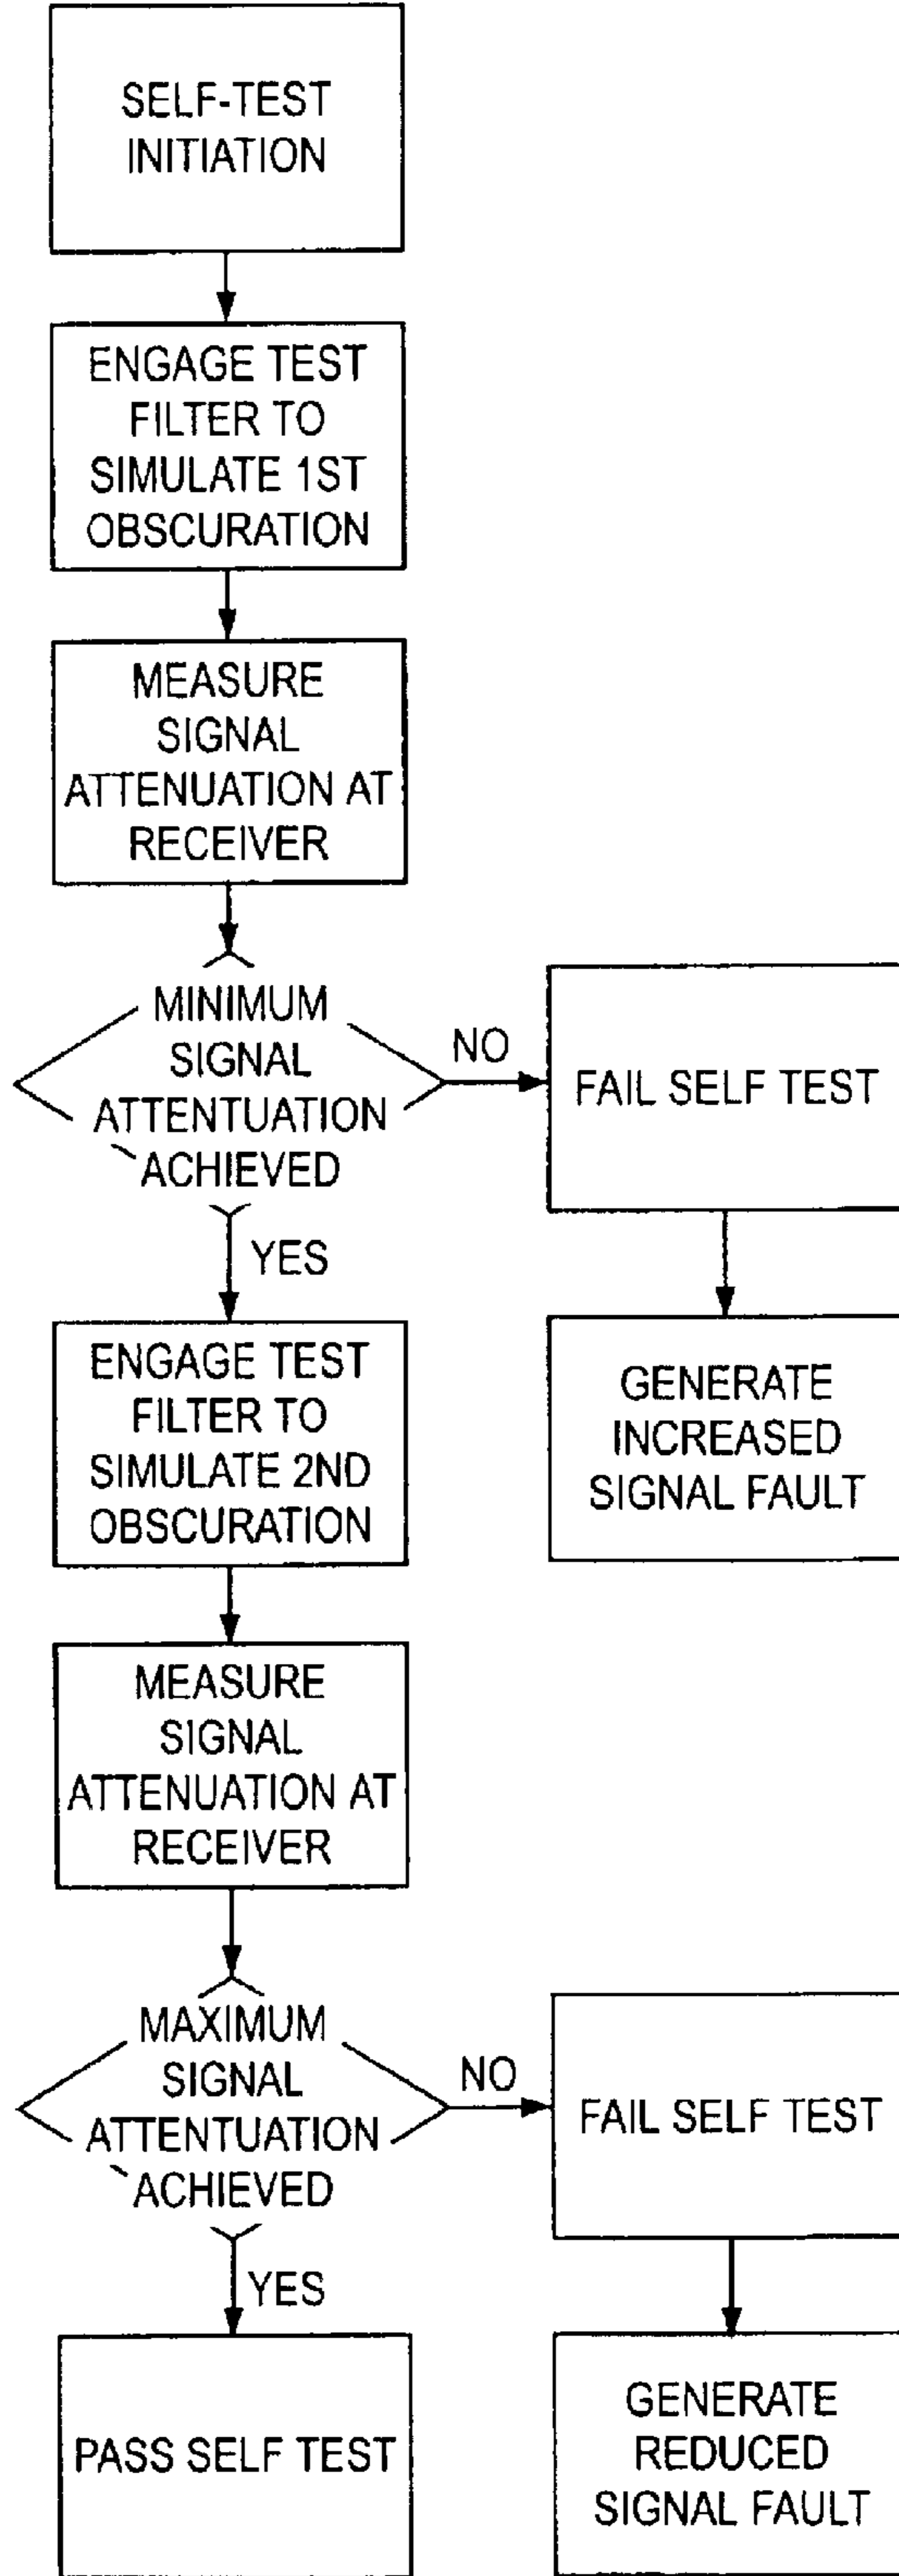 SELF-TEST
INITIATION
ENGAGE TEST
FILTER TO
SIMULATE 1ST
OBSCURATION
MEASURE
SIGNAL
ATTENUATION AT
RECEIVER
MINIMUM
SIGNAL
ATTENTUATION
ACHIEVED
NO
FAIL SELF TEST
YES
GENERATE
INCREASED
SIGNAL FAULT
ENGAGE TEST
FILTER TO
SIMULATE 2ND
OBSCURATION
MEASURE
SIGNAL
ATTENUATION AT
RECEIVER
MAXIMUM
SIGNAL
ATTENTUATION
ACHIEVED
NO
FAIL SELF TEST
YES
PASS SELF TEST
GENERATE
REDUCED
SIGNAL FAULT